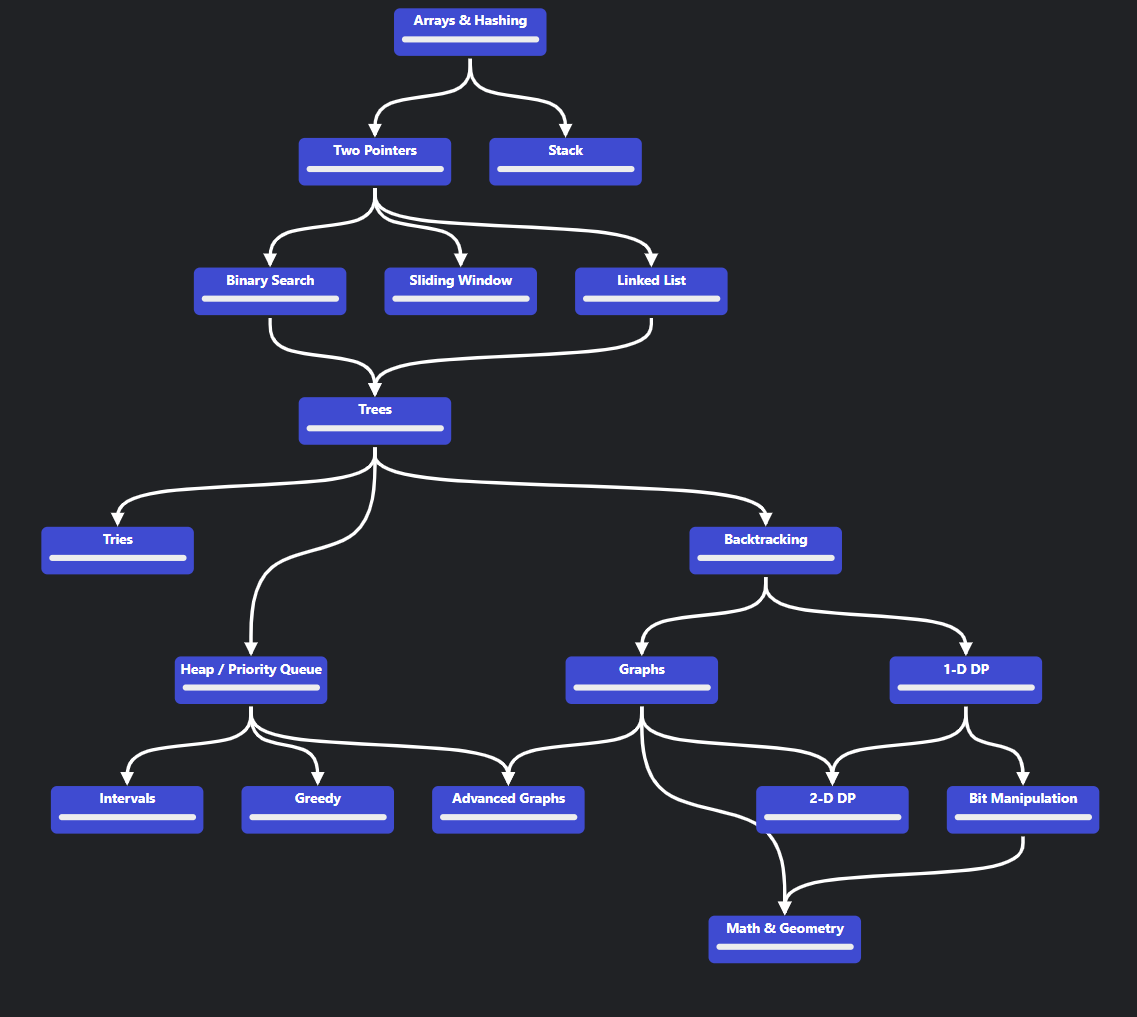 Arrays & Hashing
Two Pointers
Stack
Binary Search
Sliding Window
Linked List
Trees
Tries
Backtracking
Heap / Priority Queue
Graphs
1-D DP
Intervals
Greedy
Advanced Graphs
2-D DP
Bit Manipulation
Math & Geometry